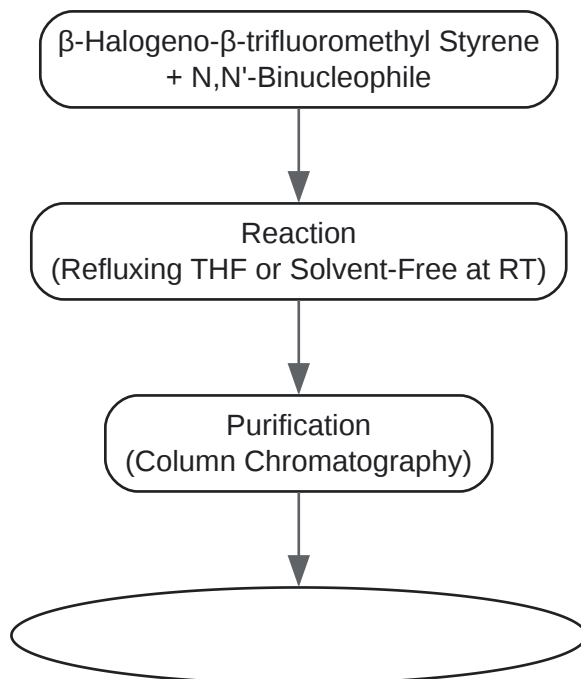 β-Halogeno-β-trifluoromethyl Styrene
+ N,N'-Binucleophile
Reaction
(Refluxing THF or Solvent-Free at RT)
Purification
(Column Chromatography)